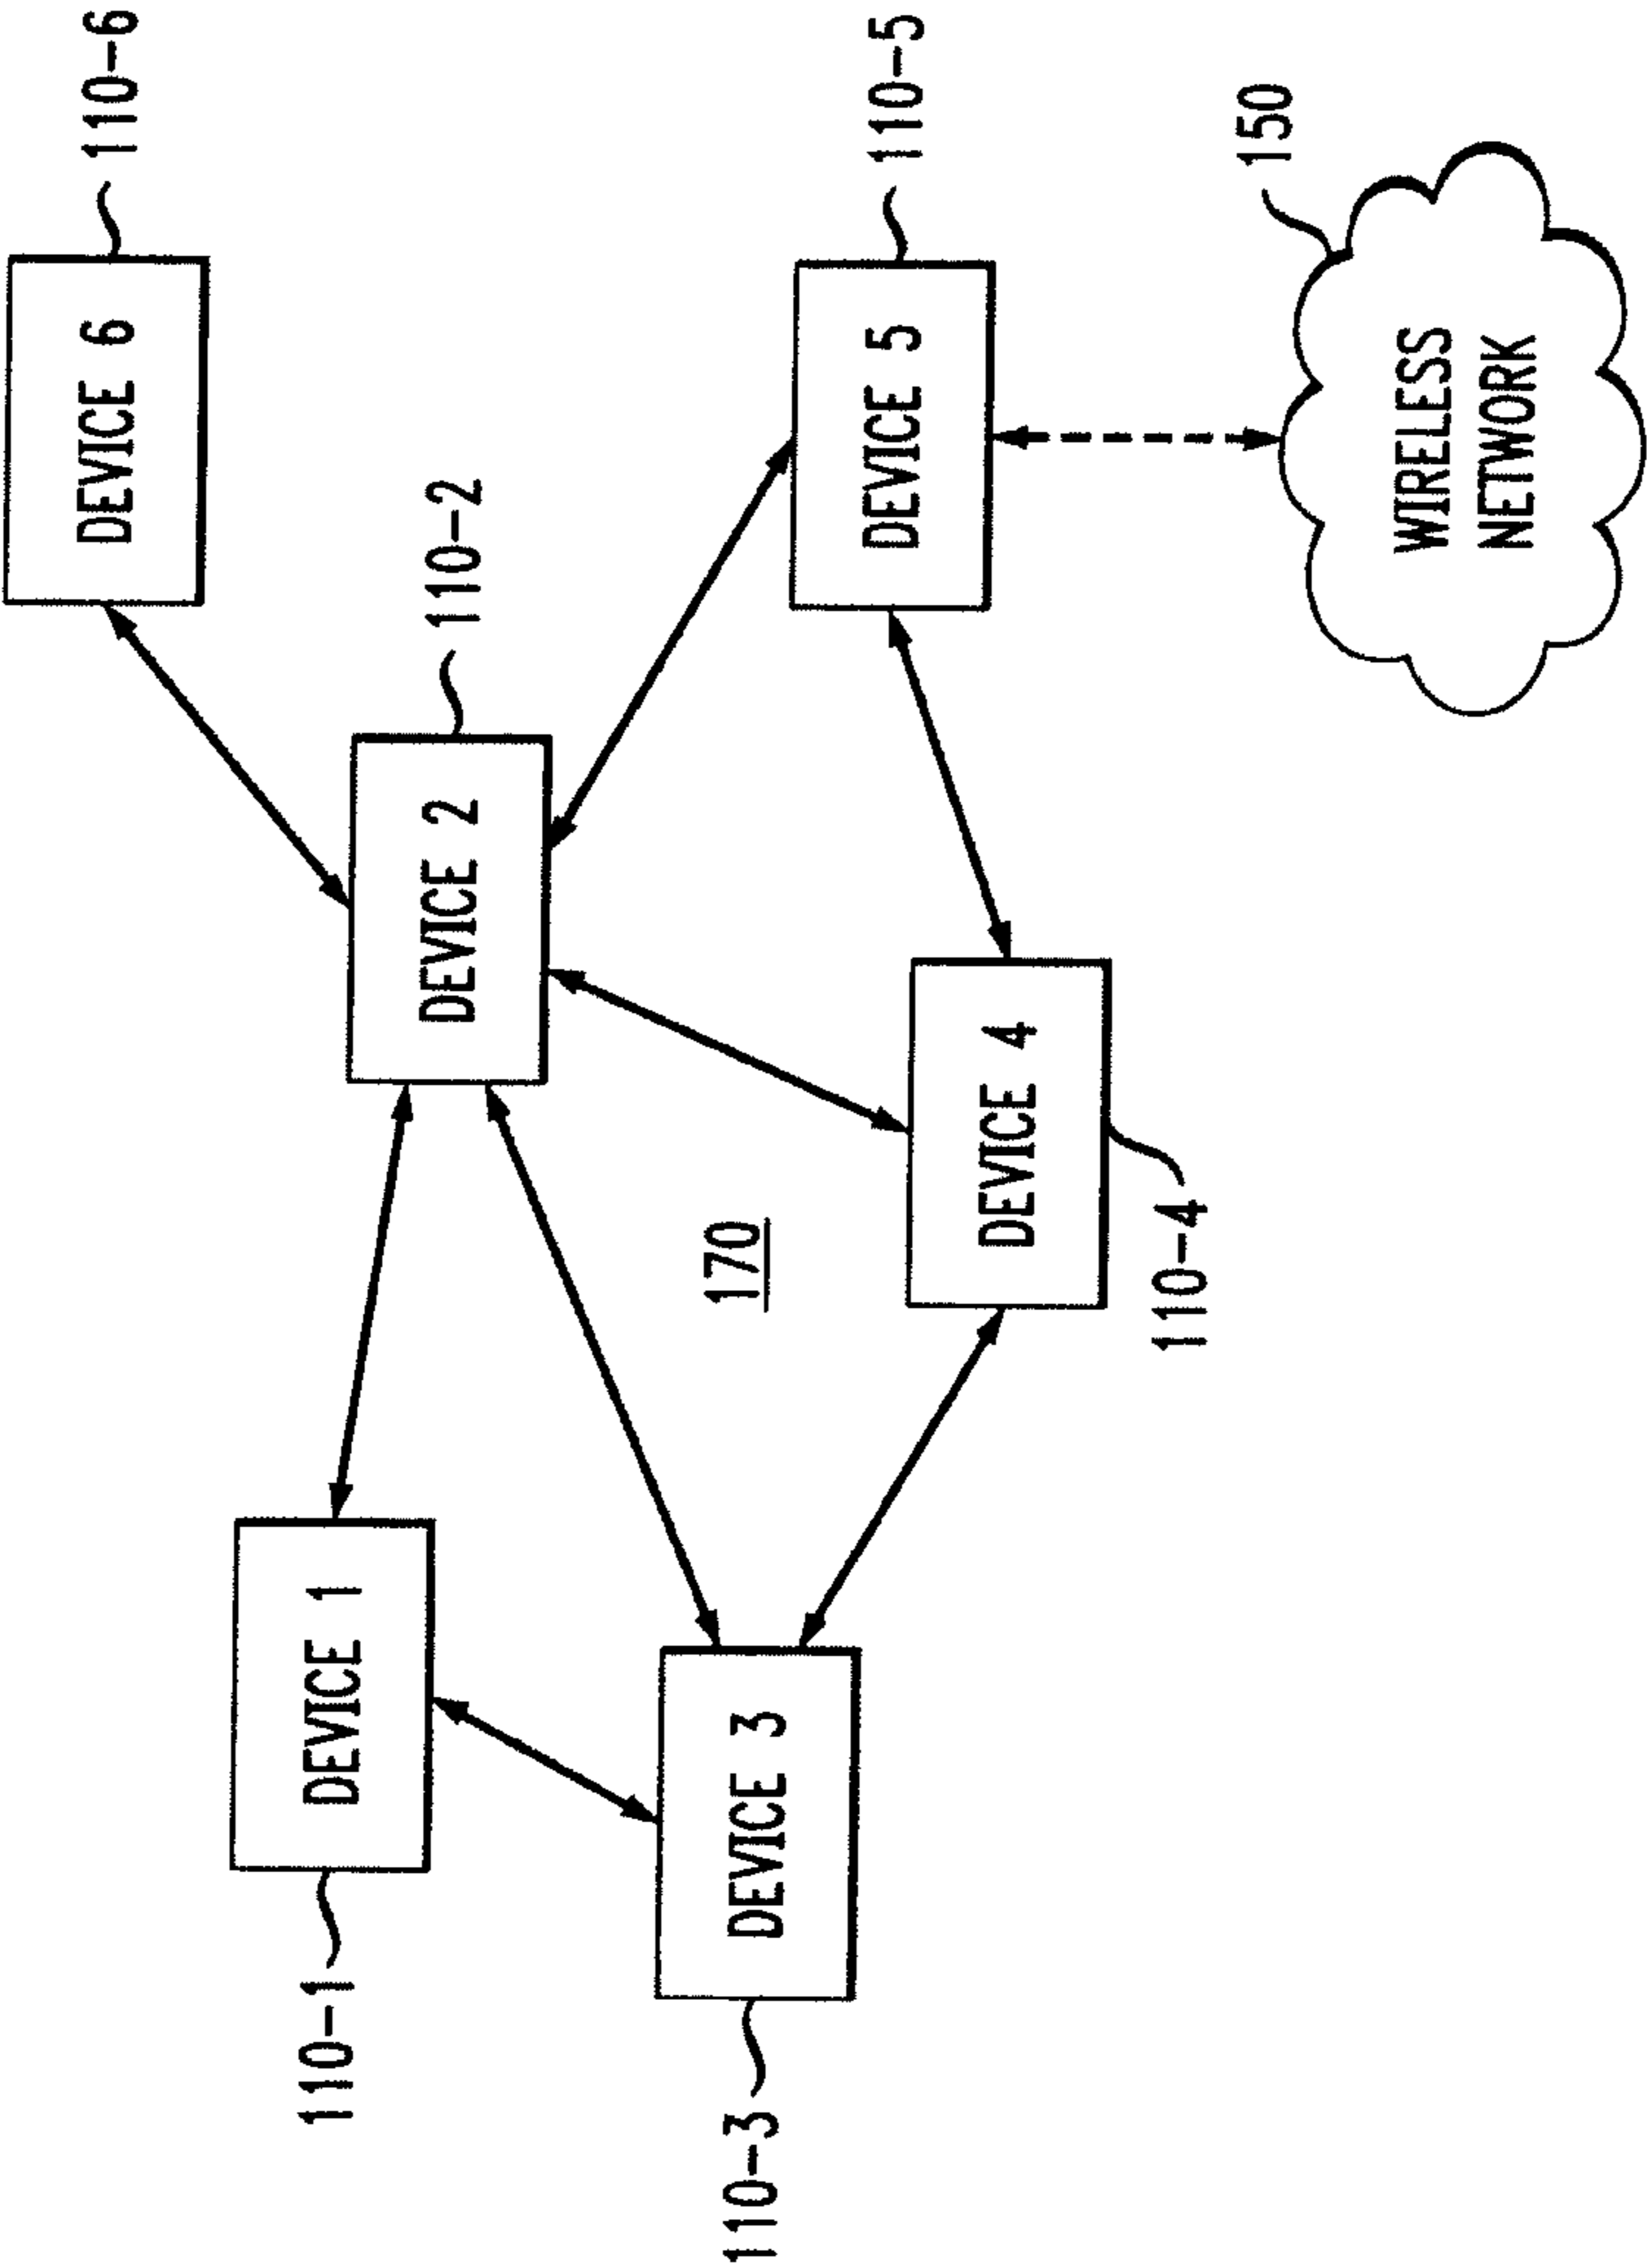 110-6
DEVICE 6
110-2
DEVICE 2
DEVICE 1
110-1
110-5
DEVICE 5
170
DEVICE 3
110-3
DEVICE 4
110-4
150
WIRELESS
NETWORK